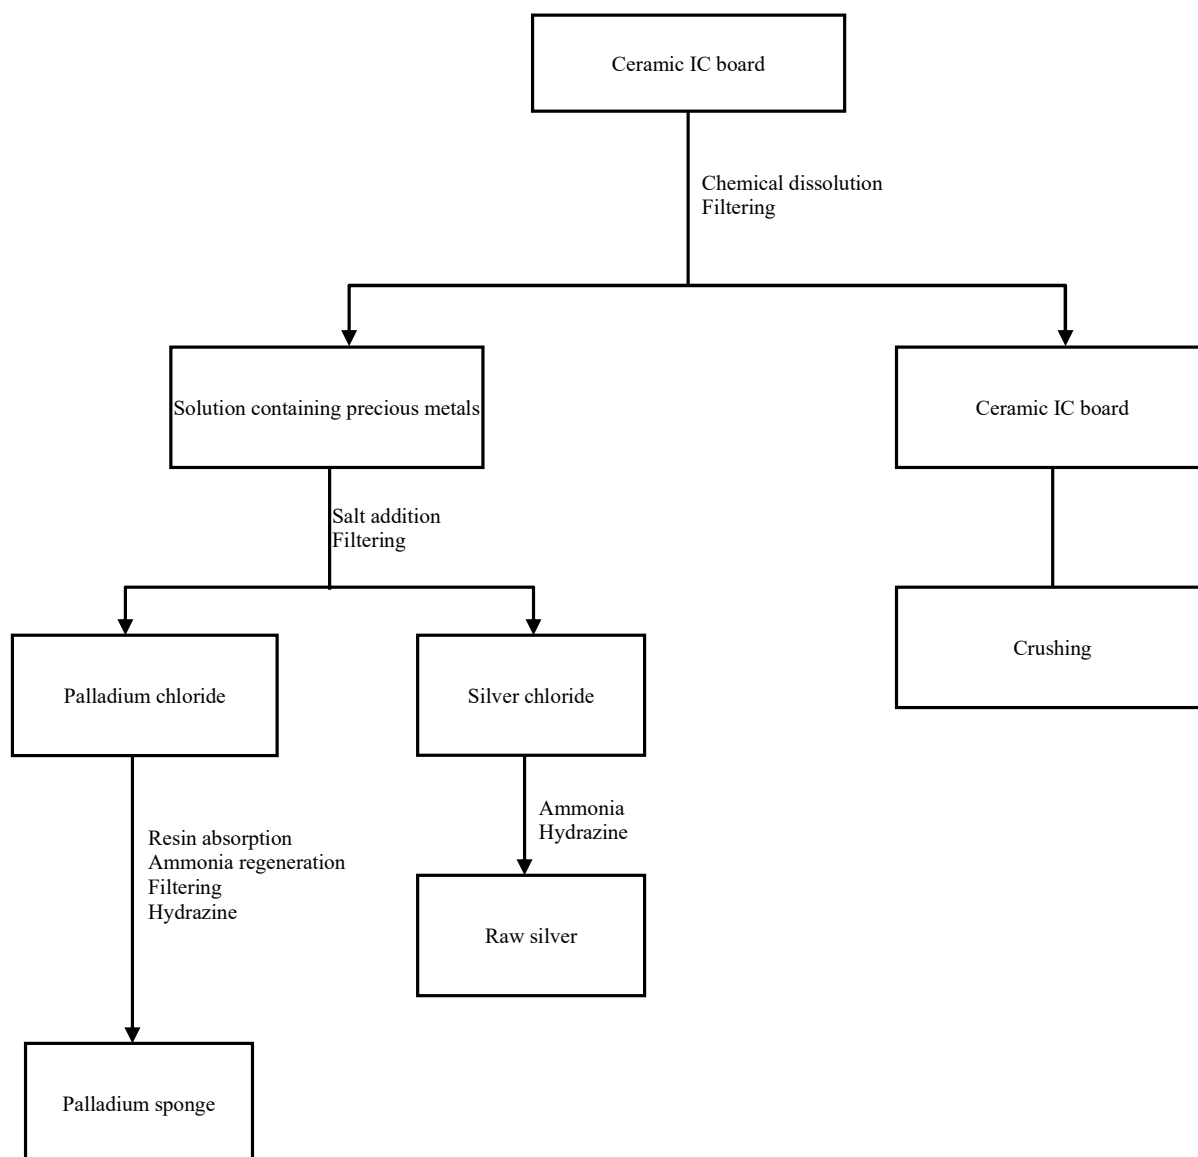 Ceramic IC board
Chemical dissolution
Filtering
Solution containing precious metals
Ceramic IC board
Salt addition
Filtering
Palladium chloride
Silver chloride
Crushing
Resin absorption
Ammonia regeneration
Filtering
Hydrazine
Ammonia
Hydrazine
Raw silver
Palladium sponge